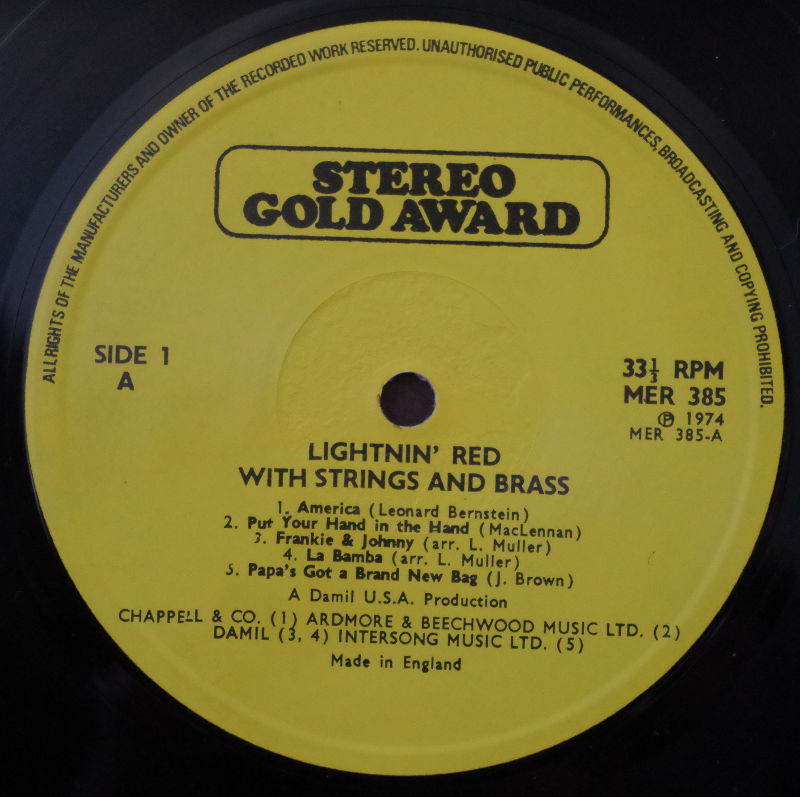 ALL RIGHTS OF THE MANUFACTURERS AND OWNER OF THE RECORDED WORK RESERVED. UNAUTHORISED PUBLIC PERFORMANCES, BROADCASTING AND COPYING PROHIBITED.
STEREO
GOLD AWARD
SIDE 1
A
33⅓ RPM
MER 385
℗ 1974
MER 385-A
LIGHTNIN' RED
WITH STRINGS AND BRASS
1. America (Leonard Bernstein)
2. Put Your Hand in the Hand (MacLennan)
3. Frankie & Johnny (arr. L. Muller)
4. La Bamba (arr. L. Muller)
5. Papa's Got a Brand New Bag (J. Brown)
A Damil U.S.A. Production
CHAPPELL & CO. (1) ARDMORE & BEECHWOOD MUSIC LTD. (2)
DAMIL (3, 4) INTERSONG MUSIC LTD. (5)
Made in England